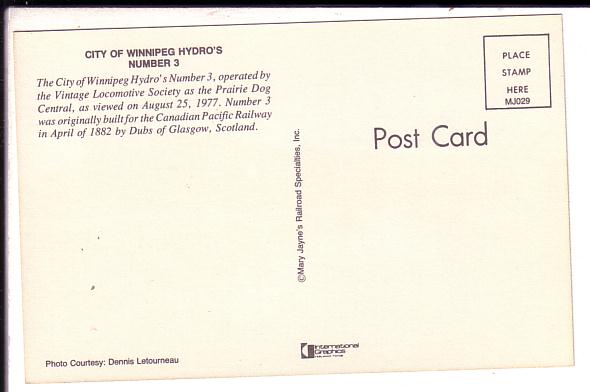 CITY OF WINNIPEG HYDRO'S
NUMBER 3
The City of Winnipeg Hydro's Number 3, operated by
the Vintage Locomotive Society as the Prairie Dog
Central, as viewed on August 25, 1977. Number 3
was originally built for the Canadian Pacific Railway
in April of 1882 by Dubs of Glasgow, Scotland.
Photo Courtesy: Dennis Letourneau
©Mary Jayne's Railroad Specialties, Inc.
International
Graphics
PLACE
STAMP
HERE
MJ029
Post Card